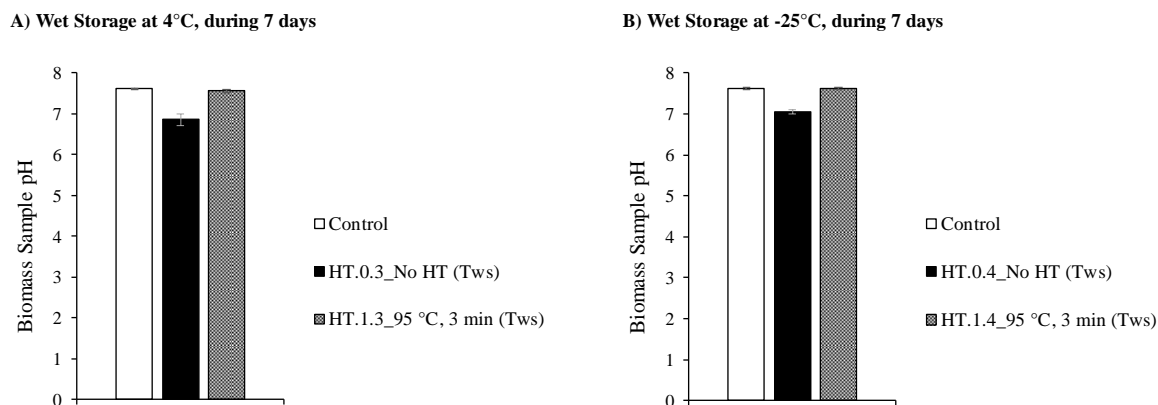 A) Wet Storage at 4°C, during 7 days
8
7
6
5
4
3
2
1
0
Biomass Sample pH
Control
HT.0.3_No HT (Tws)
HT.1.3_95 °C, 3 min (Tws)
B) Wet Storage at -25°C, during 7 days
8
7
6
5
4
3
2
1
0
Biomass Sample pH
Control
HT.0.4_No HT (Tws)
HT.1.4_95 °C, 3 min (Tws)